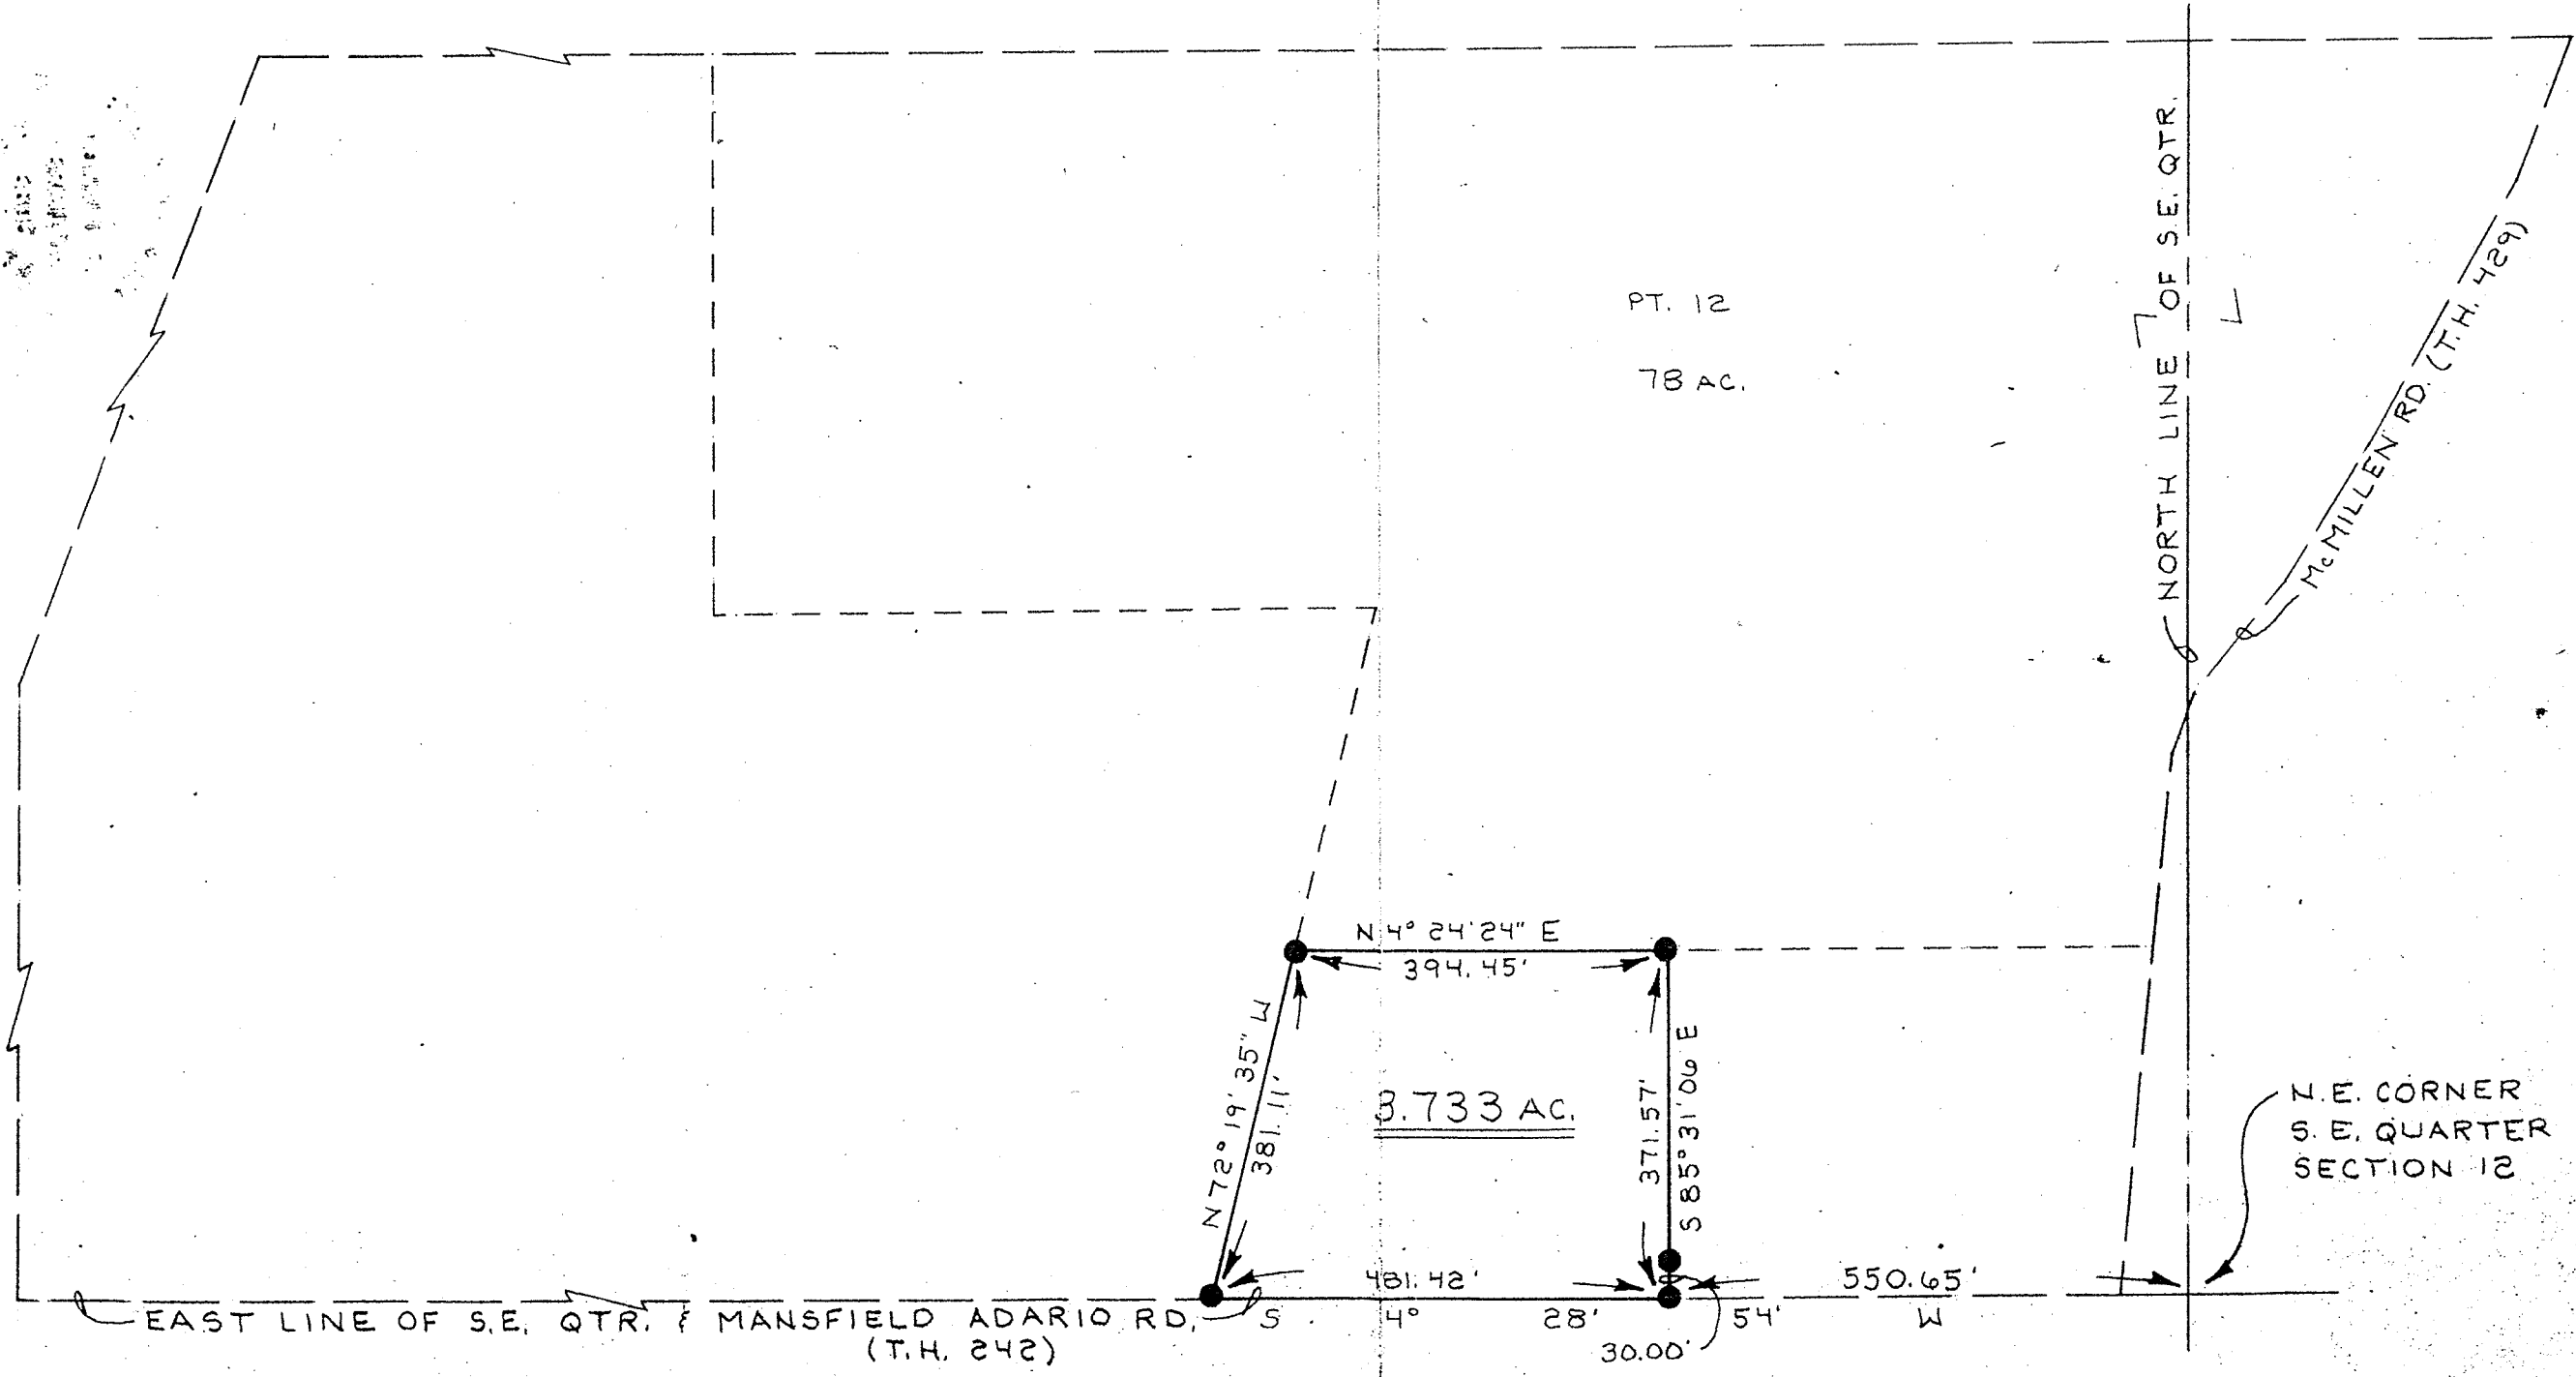 NORTH LINE OF S.E. QTR.
McMILLEN RD. (T.H. 429)
PT. 12
78 AC.
N 4° 24' 24" E
394.45'
N 72° 19' 35" W
381.11'
3.733 AC.
371.57'
S 85° 31' 06 E
N.E. CORNER
S.E. QUARTER
SECTION 12
481.42'
550.65'
EAST LINE OF S.E. QTR. & MANSFIELD ADARIO RD.
(T.H. 242)
S 4° 28' 54' W
30.00'